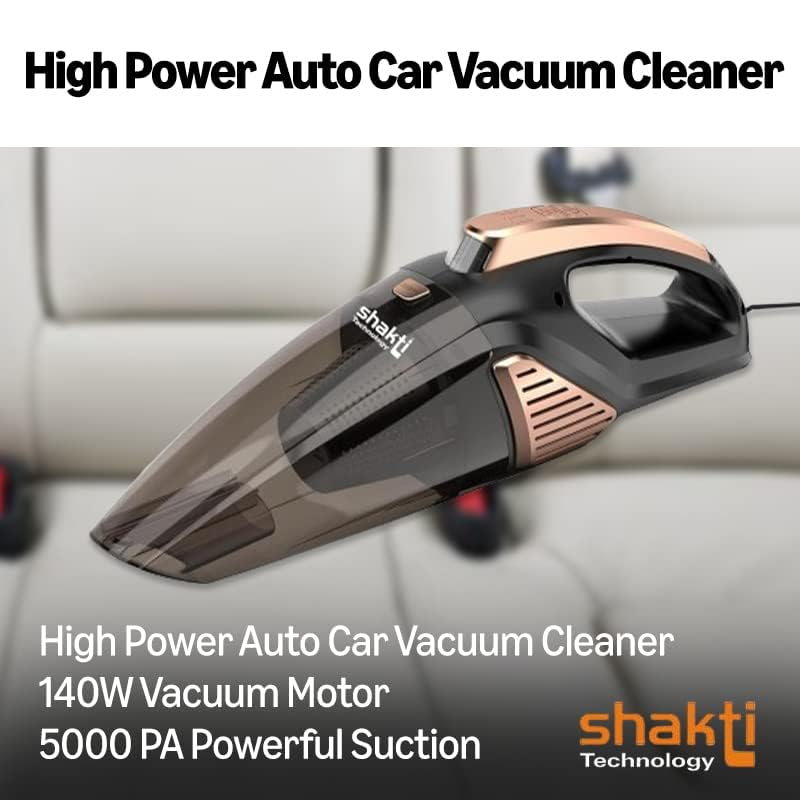 High Power Auto Car Vacuum Cleaner
shakti
Technology
High Power Auto Car Vacuum Cleaner
140W Vacuum Motor
5000 PA Powerful Suction
shakti
Technology